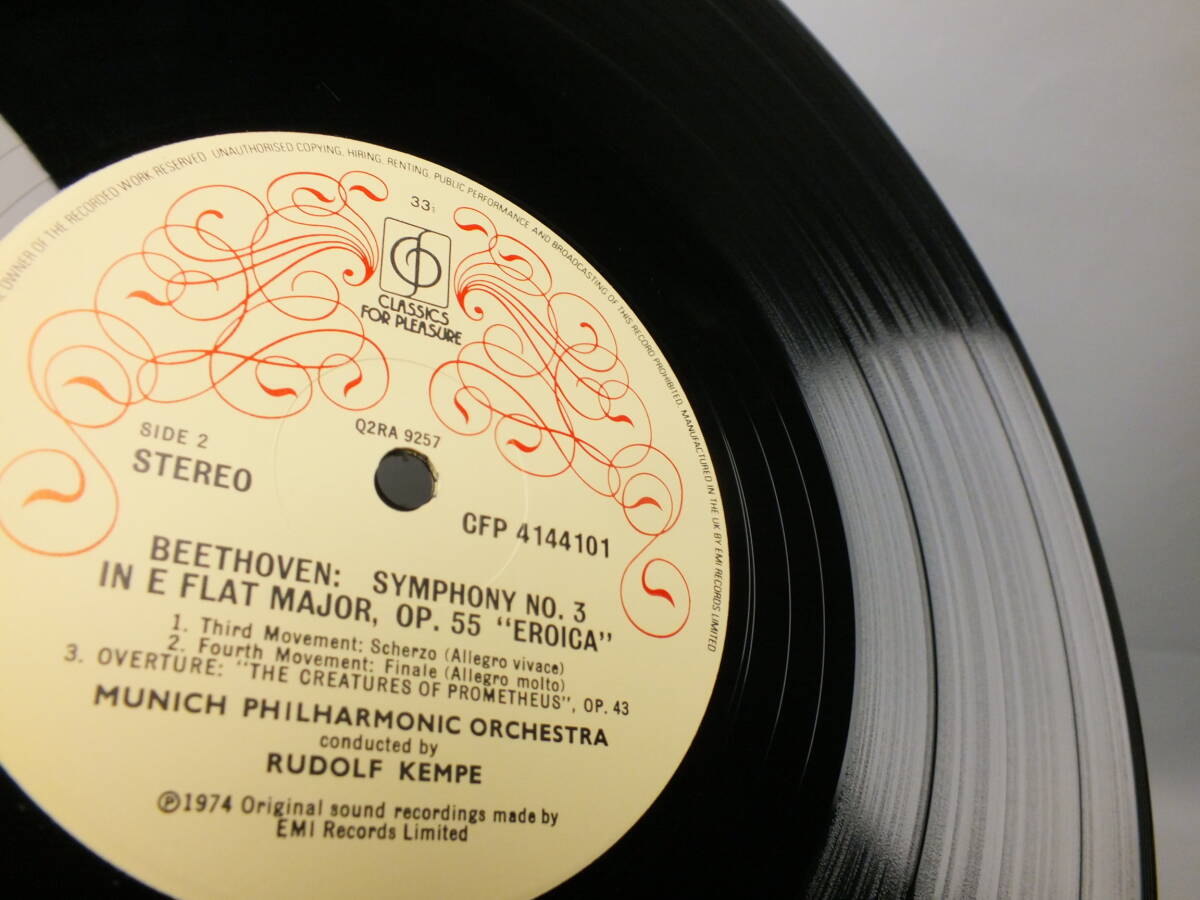 OWNER OF THE RECORDED WORK RESERVED UNAUTHORISED COPYING, HIRING, RENTING, PUBLIC PERFORMANCE AND BROADCASTING OF THIS RECORD PROHIBITED. MANUFACTURED IN THE UK BY EMI RECORDS LIMITED
33⅓
CLASSICS
FOR PLEASURE
Q2RA 9257
SIDE 2
STEREO
CFP 4144101
BEETHOVEN: SYMPHONY NO. 3
IN E FLAT MAJOR, OP. 55 "EROICA"
1. Third Movement: Scherzo (Allegro vivace)
2. Fourth Movement: Finale (Allegro molto)
3. OVERTURE: "THE CREATURES OF PROMETHEUS", OP. 43
MUNICH PHILHARMONIC ORCHESTRA
conducted by
RUDOLF KEMPE
℗1974 Original sound recordings made by
EMI Records Limited